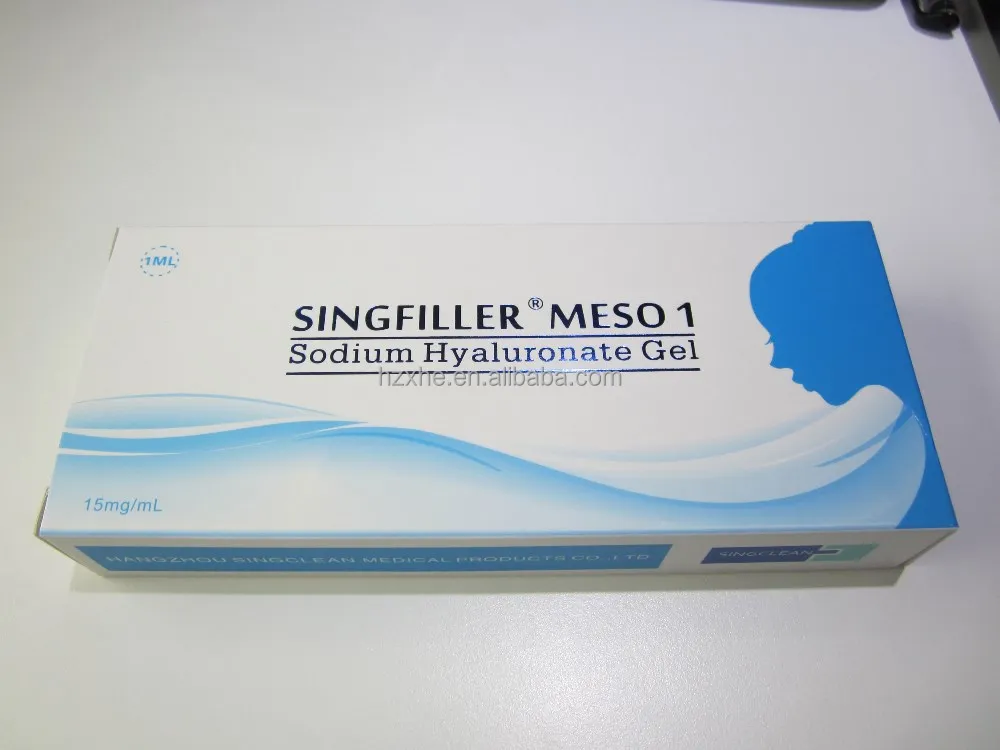 1ML
SINGFILLER® MESO 1
Sodium Hyaluronate Gel
hzxhe.en.alibaba.com
15mg/mL
HANGZHOU SINGCLEAN MEDICAL PRODUCTS CO.,LTD
SINGCLEAN